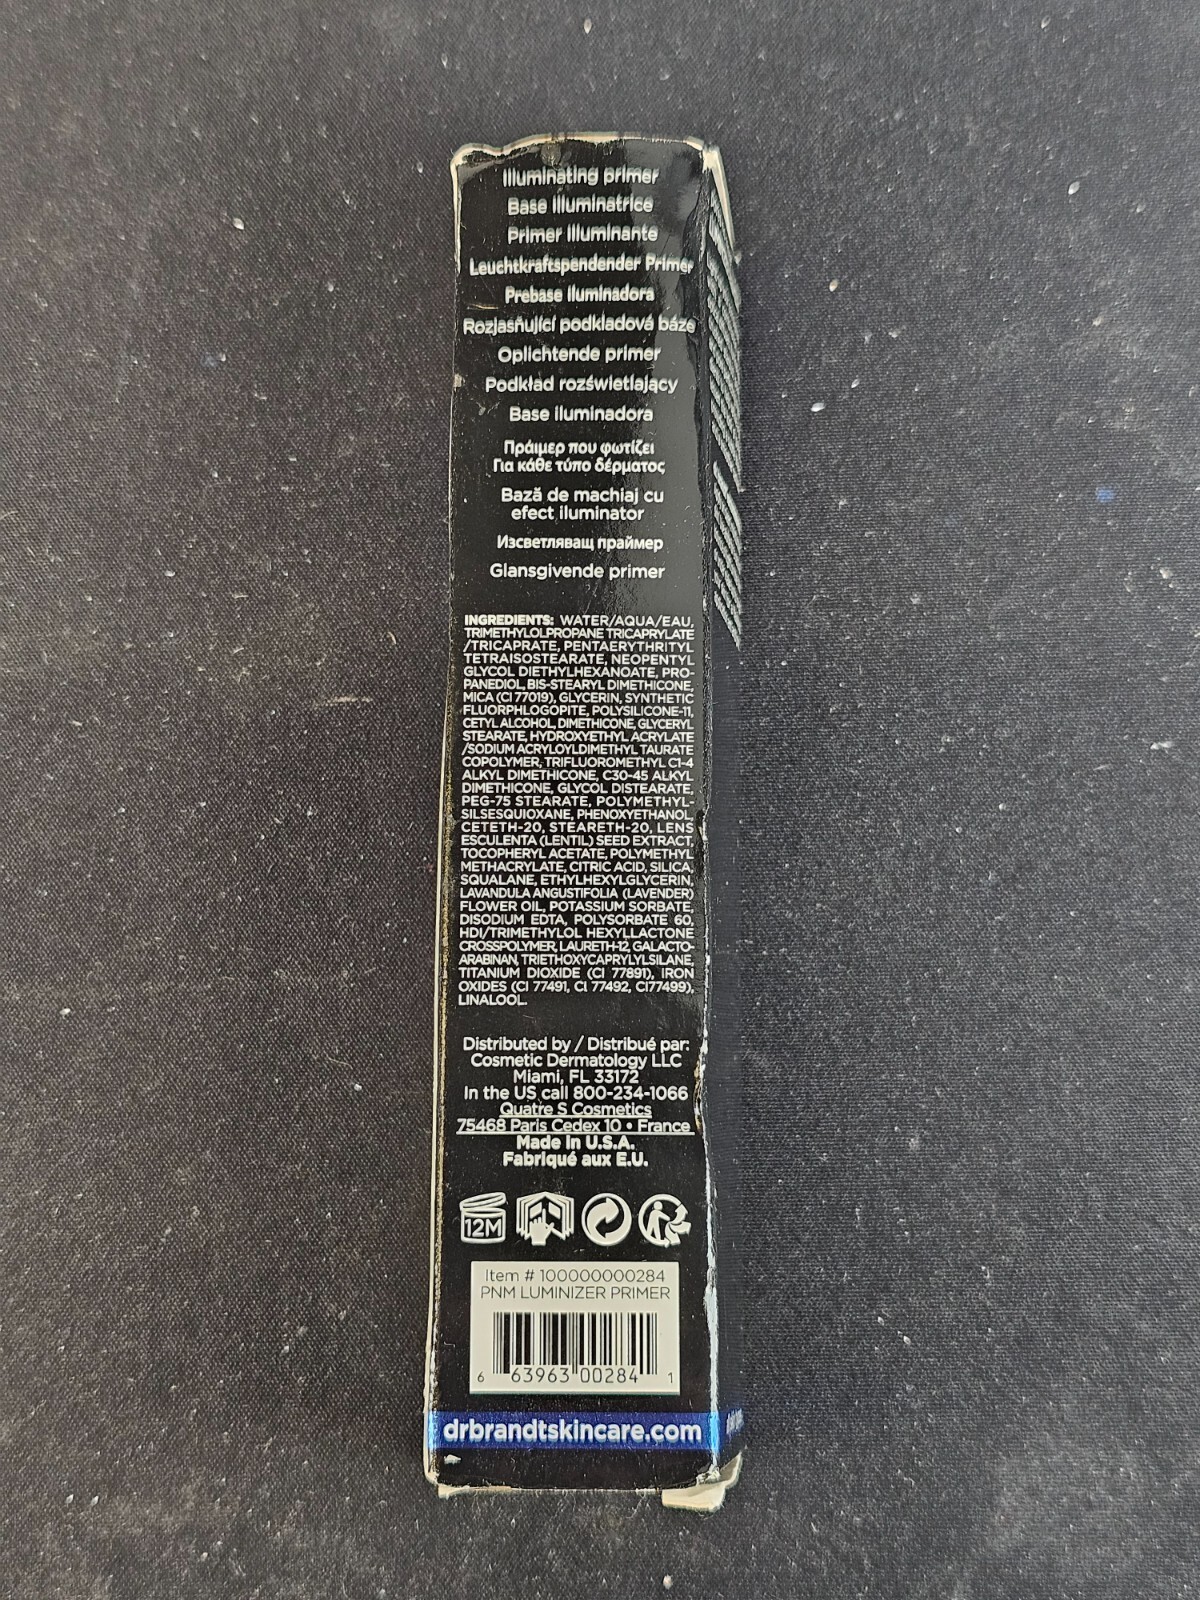 Illuminating primer
Base illuminatrice
Primer Illuminante
Leuchtkraftspendender Primer
Prebase iluminadora
Rozjasňující podkladová báze
Oplichtende primer
Podkład rozświetlający
Base iluminadora
Πράιμερ που φωτίζει
Για κάθε τύπο δέρματος
Bază de machiaj cu
efect iluminator
Изсветляващ праймер
Glansgivende primer
INGREDIENTS: WATER/AQUA/EAU,
TRIMETHYLOLPROPANE TRICAPRYLATE
/TRICAPRATE, PENTAERYTHRITYL
TETRAISOSTEARATE, NEOPENTYL
GLYCOL DIETHYLHEXANOATE, PRO-
PANEDIOL, BIS-STEARYL DIMETHICONE,
MICA (CI 77019), GLYCERIN, SYNTHETIC
FLUORPHLOGOPITE, POLYSILICONE-11,
CETYL ALCOHOL, DIMETHICONE, GLYCERYL
STEARATE, HYDROXYETHYL ACRYLATE
/SODIUM ACRYLOYLDIMETHYL TAURATE
COPOLYMER, TRIFLUOROMETHYL C1-4
ALKYL DIMETHICONE, C30-45 ALKYL
DIMETHICONE, GLYCOL DISTEARATE,
PEG-75 STEARATE, POLYMETHYL-
SILSESQUIOXANE, PHENOXYETHANOL,
CETETH-20, STEARETH-20, LENS
ESCULENTA (LENTIL) SEED EXTRACT,
TOCOPHERYL ACETATE, POLYMETHYL
METHACRYLATE, CITRIC ACID, SILICA,
SQUALANE, ETHYLHEXYLGLYCERIN,
LAVANDULA ANGUSTIFOLIA (LAVENDER)
FLOWER OIL, POTASSIUM SORBATE,
DISODIUM EDTA, POLYSORBATE 60,
HDI/TRIMETHYLOL HEXYLLACTONE
CROSSPOLYMER, LAURETH-12, GALACTO-
ARABINAN, TRIETHOXYCAPRYLYLSILANE,
TITANIUM DIOXIDE (CI 77891), IRON
OXIDES (CI 77491, CI 77492, CI77499),
LINALOOL.
Distributed by / Distribué par:
Cosmetic Dermatology LLC
Miami, FL 33172
In the US call 800-234-1066
Quatre S Cosmetics
75468 Paris Cedex 10 • France
Made in U.S.A.
Fabriqué aux E.U.
12M
Item # 100000000284
PNM LUMINIZER PRIMER
6 63963 00284 1
drbrandtskincare.com